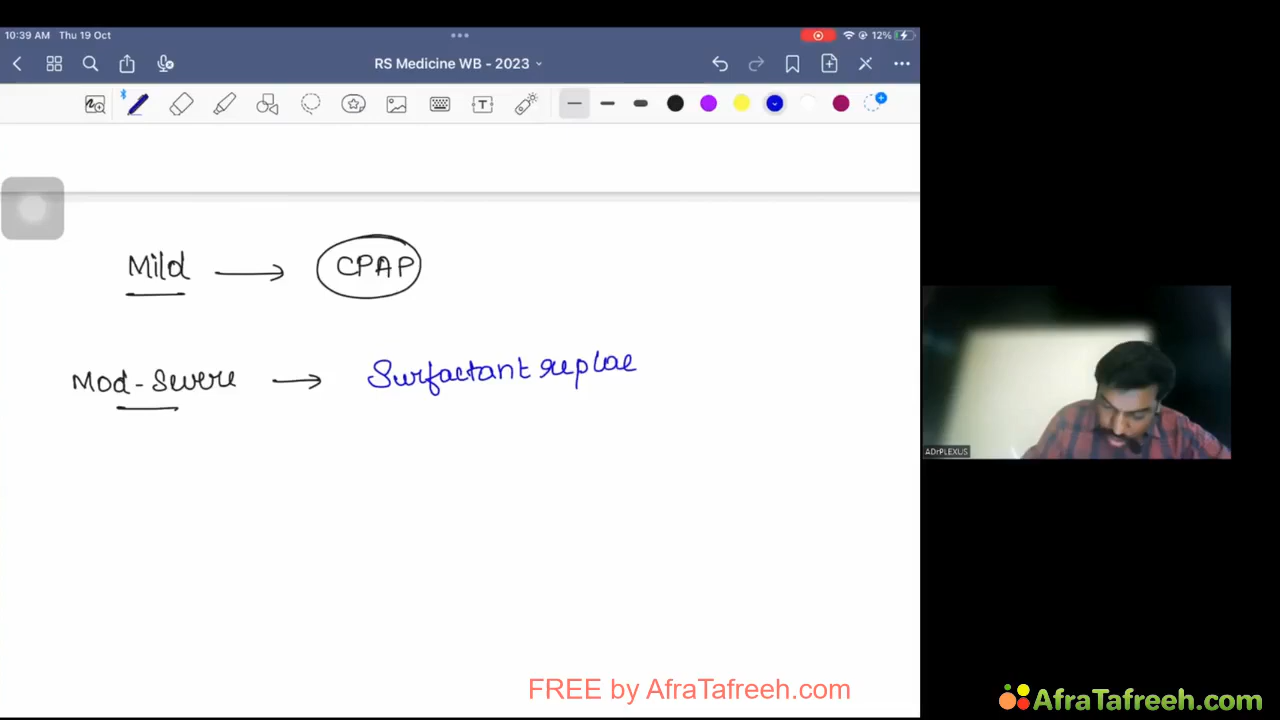 10:39 AM Thu 19 Oct
12%
RS Medicine WB - 2023
T
Mild → CPAP
Mod - Severe → Surfactant replae
ADrPLEXUS
FREE by AfraTafreeh.com
AfraTafreeh.com